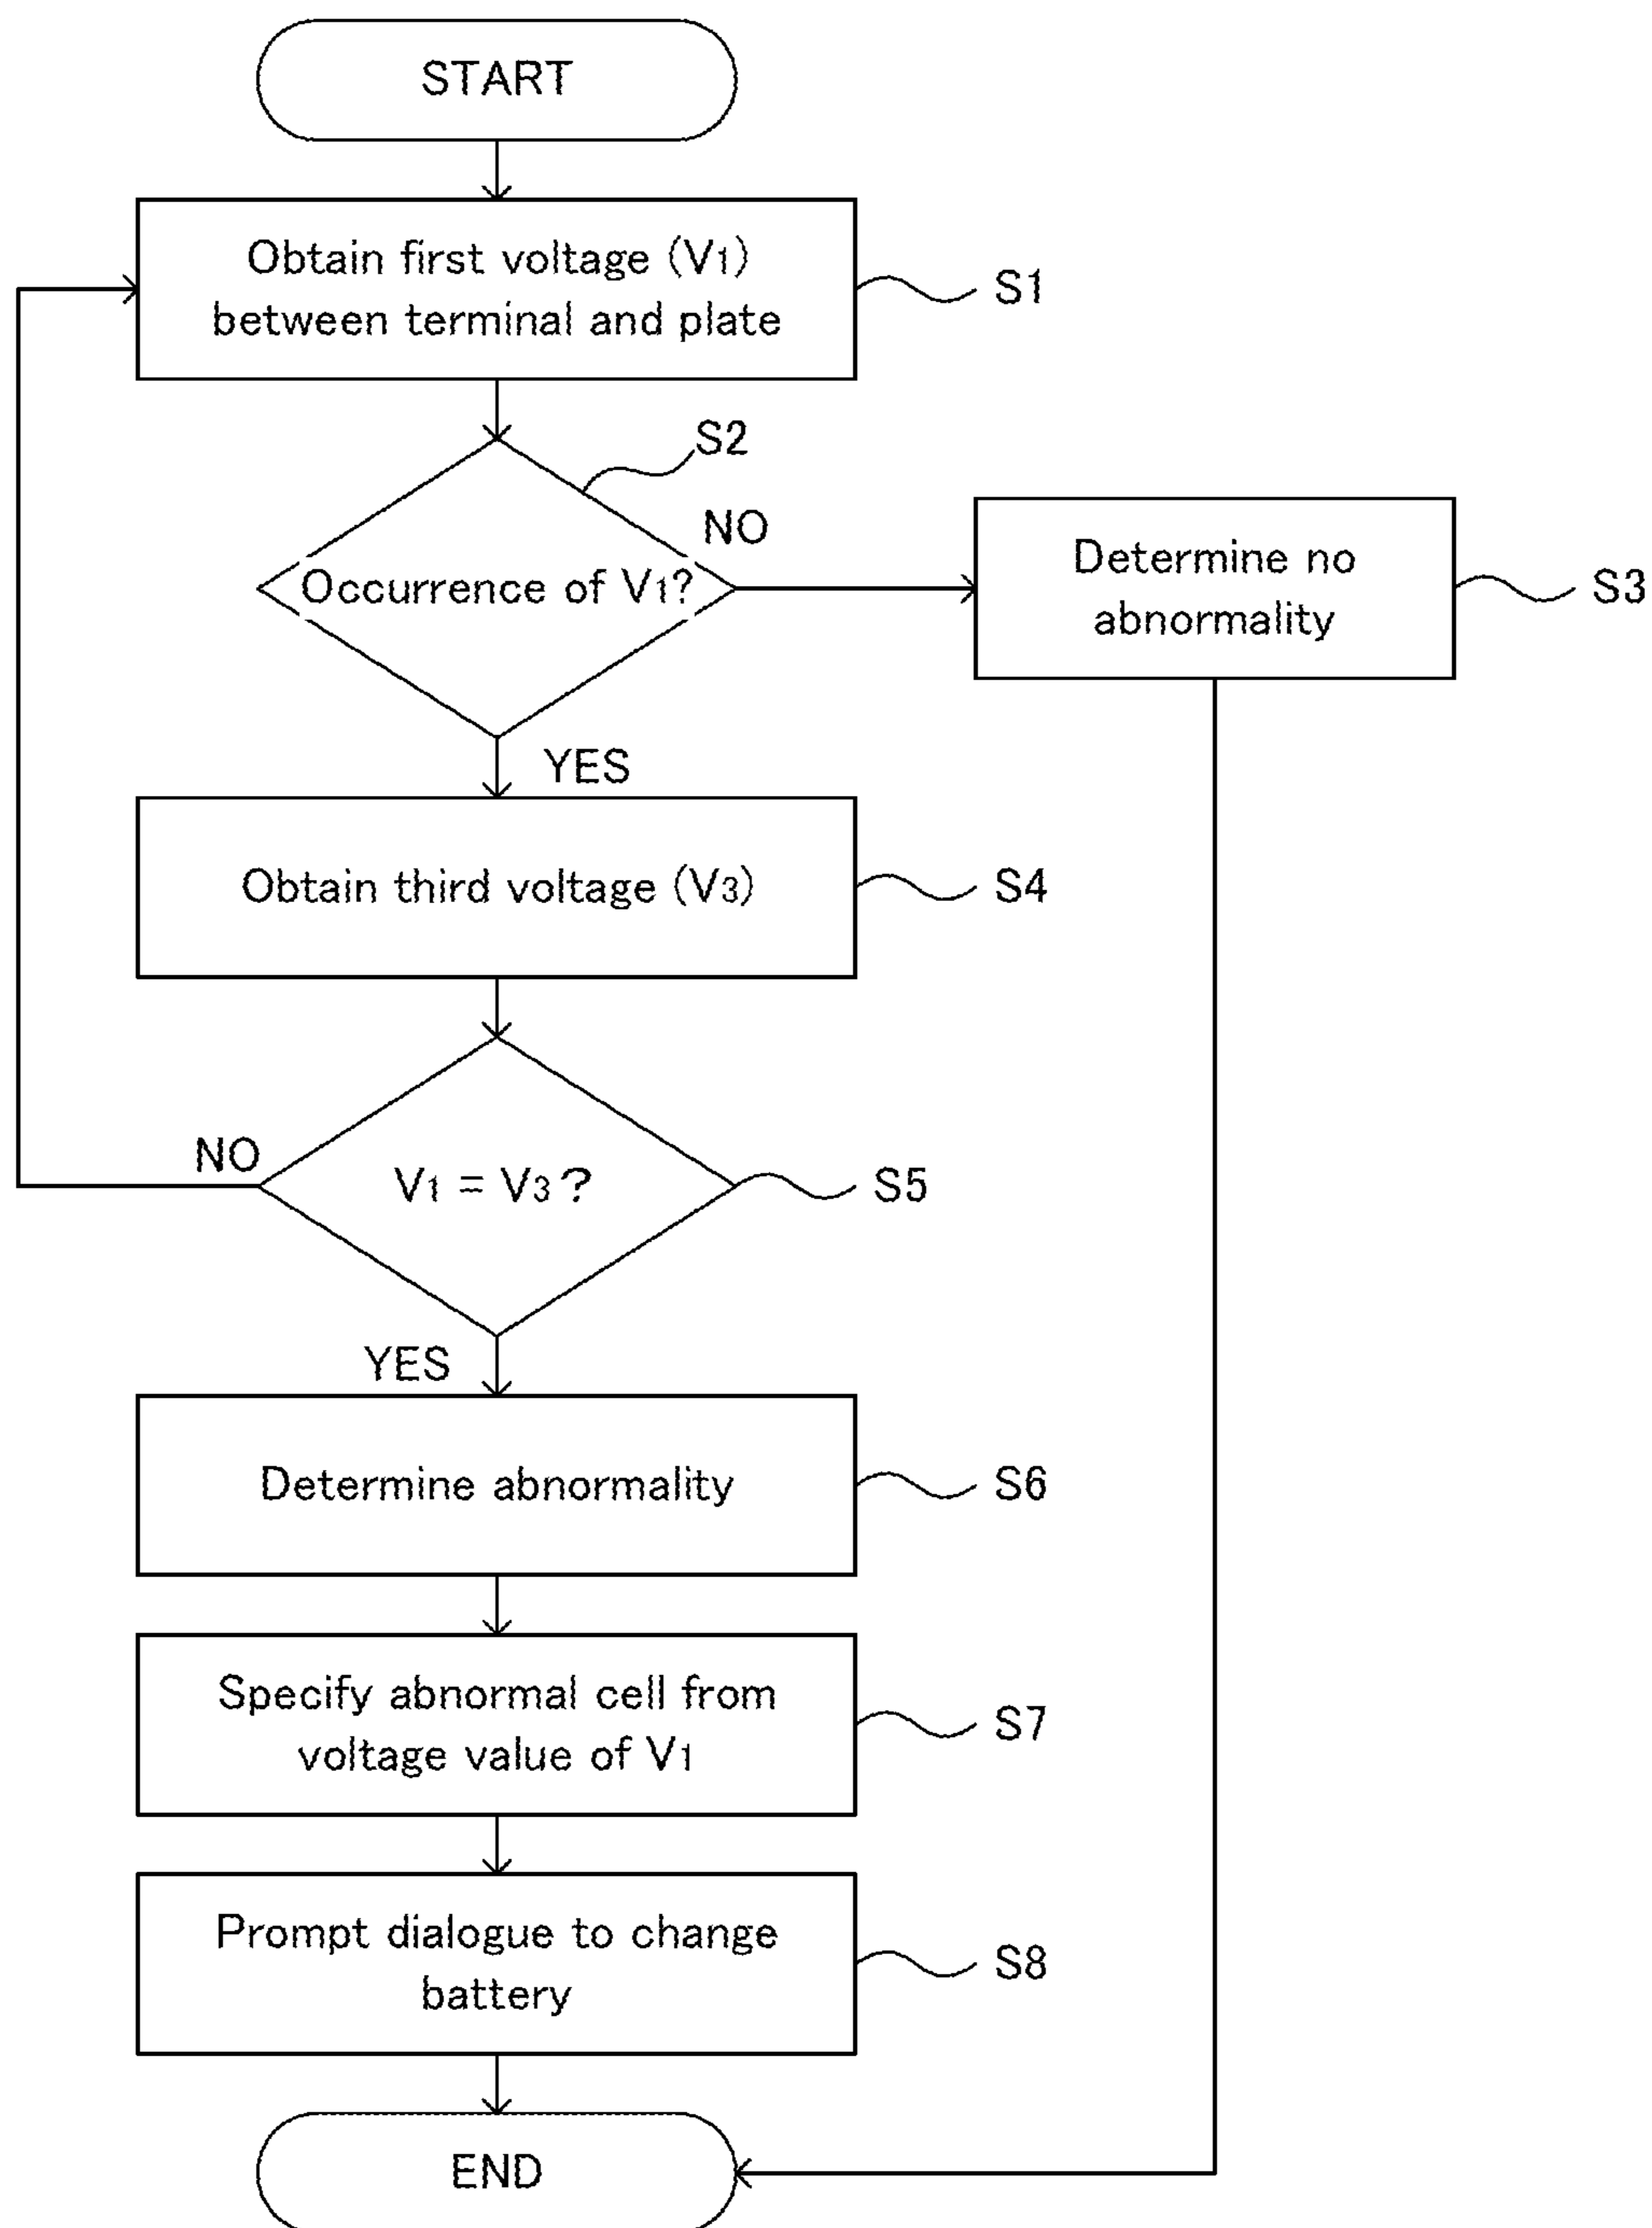 START
Obtain first voltage (V1)
between terminal and plate
S1
S2
NO
Occurrence of V1?
Determine no
abnormality
S3
YES
Obtain third voltage (V3)
S4
NO
V1 = V3 ?
S5
YES
Determine abnormality
S6
Specify abnormal cell from
voltage value of V1
S7
Prompt dialogue to change
battery
S8
END